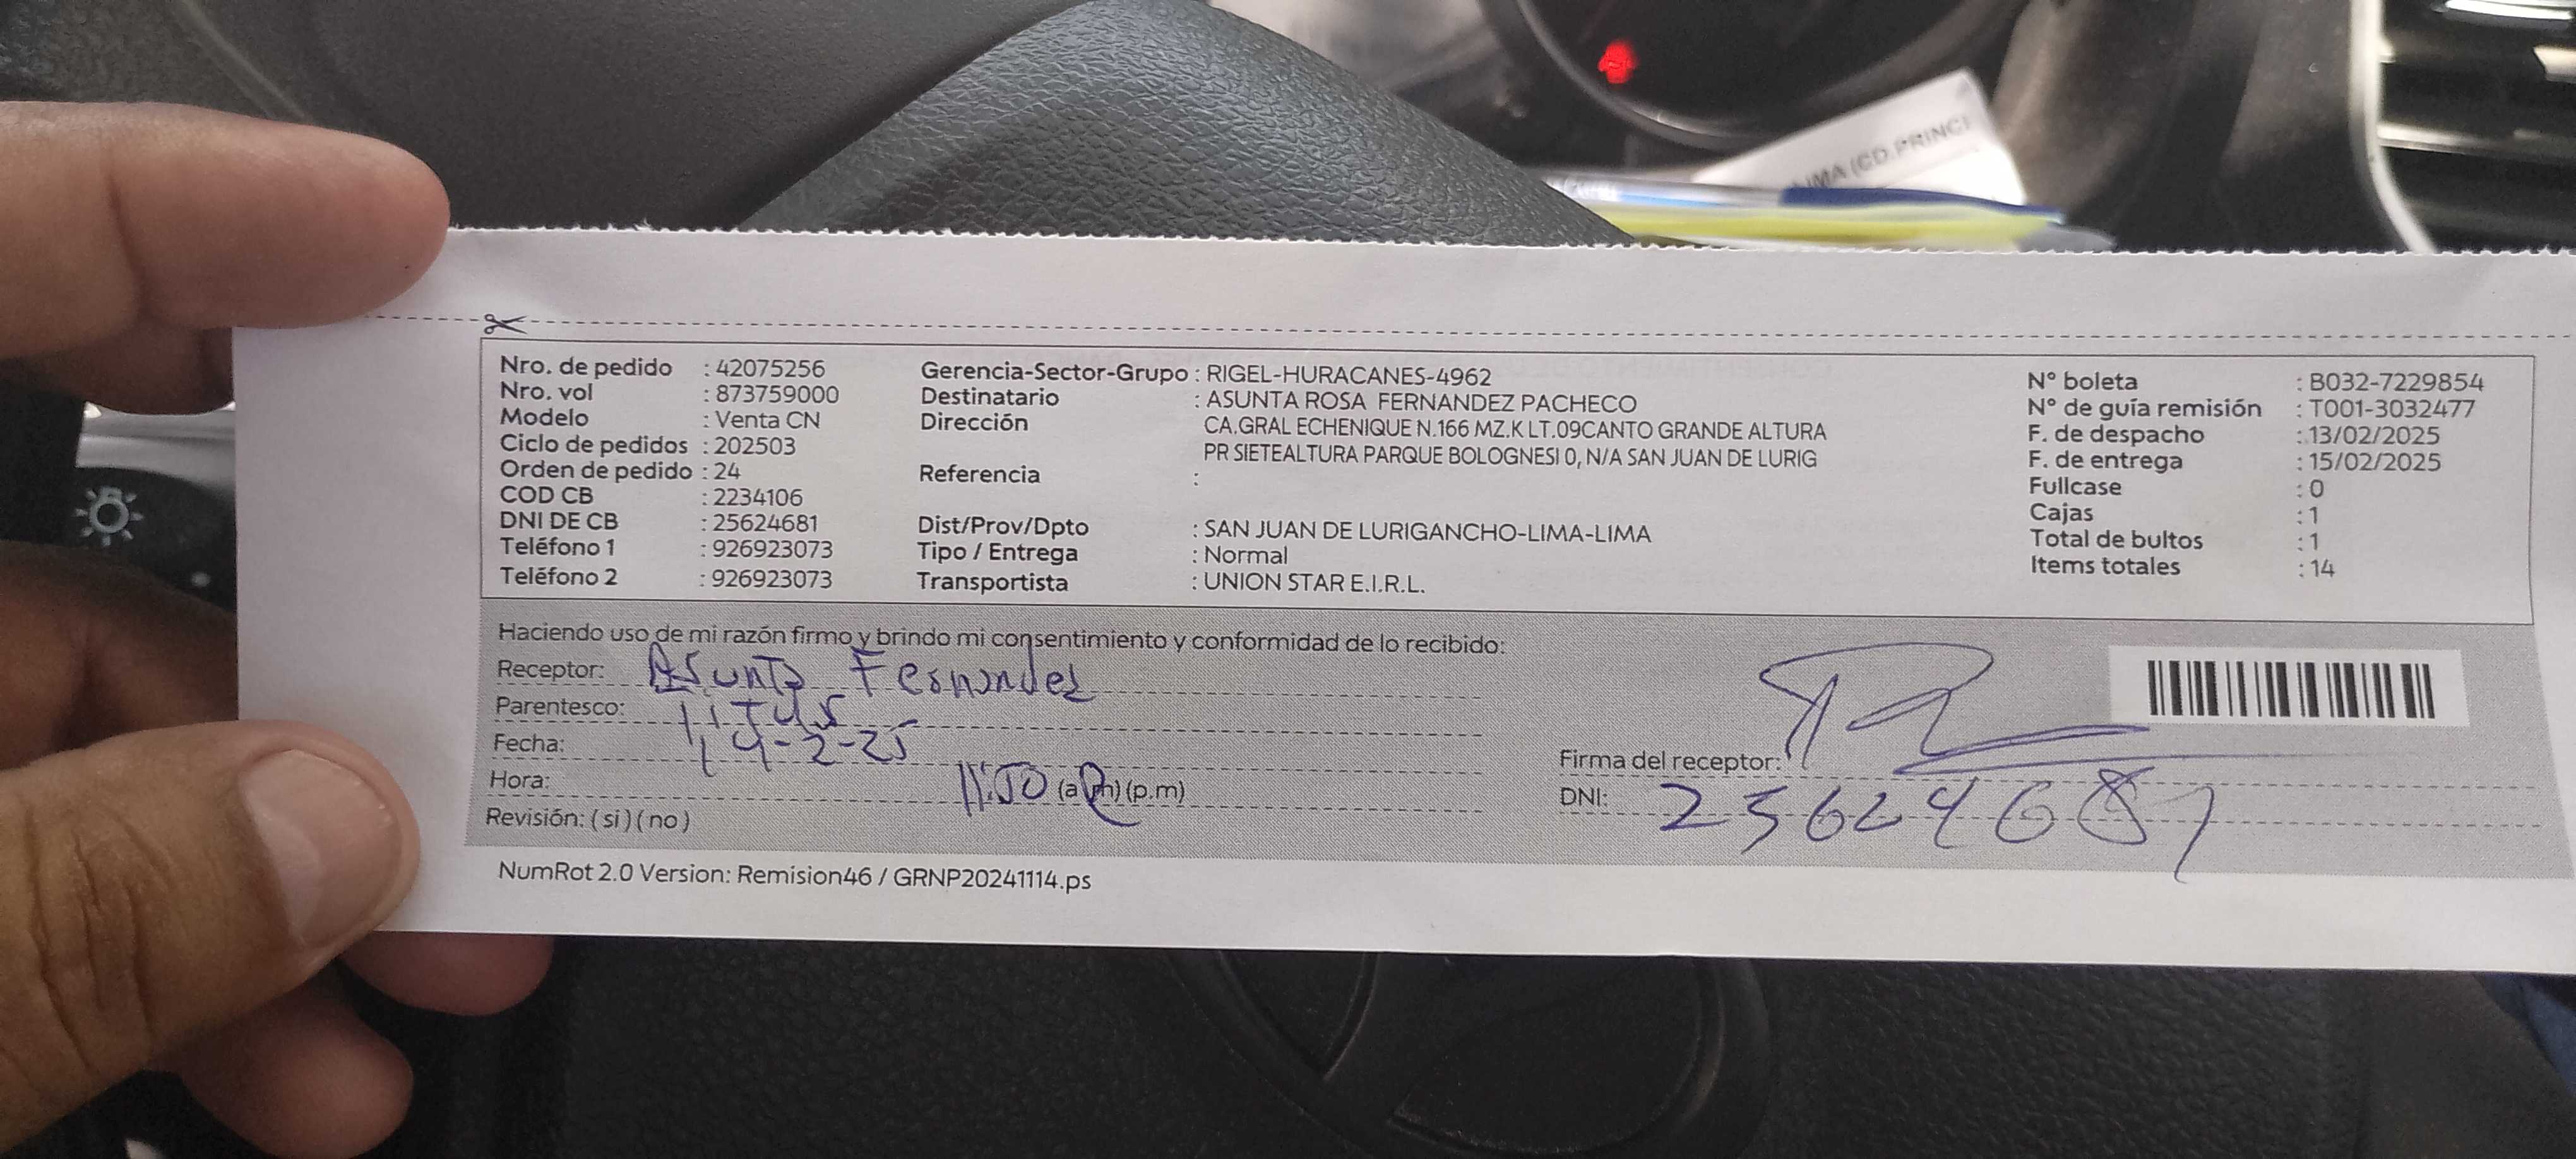 IMA (CD.PRINCI
Nro. de pedido : 42075256
Nro. vol : 873759000
Modelo : Venta CN
Ciclo de pedidos : 202503
Orden de pedido : 24
COD CB : 2234106
DNI DE CB : 25624681
Teléfono 1 : 926923073
Teléfono 2 : 926923073
Gerencia-Sector-Grupo : RIGEL-HURACANES-4962
Destinatario : ASUNTA ROSA FERNANDEZ PACHECO
Dirección CA.GRAL ECHENIQUE N.166 MZ.K LT.09CANTO GRANDE ALTURA
PR SIETEALTURA PARQUE BOLOGNESI 0, N/A SAN JUAN DE LURIG
Referencia :
Dist/Prov/Dpto : SAN JUAN DE LURIGANCHO-LIMA-LIMA
Tipo / Entrega : Normal
Transportista : UNION STAR E.I.R.L.
N° boleta : B032-7229854
N° de guía remisión : T001-3032477
F. de despacho : 13/02/2025
F. de entrega : 15/02/2025
Fullcase : 0
Cajas : 1
Total de bultos : 1
Items totales : 14
Haciendo uso de mi razón firmo y brindo mi consentimiento y conformidad de lo recibido:
Receptor: Asunta Fernandez
Parentesco:
Fecha: 14-2-25
Hora: 11:50 (a.m) (p.m)
Revisión: ( si ) ( no )
Firma del receptor:
DNI: 25624681
NumRot 2.0 Version: Remision46 / GRNP20241114.ps